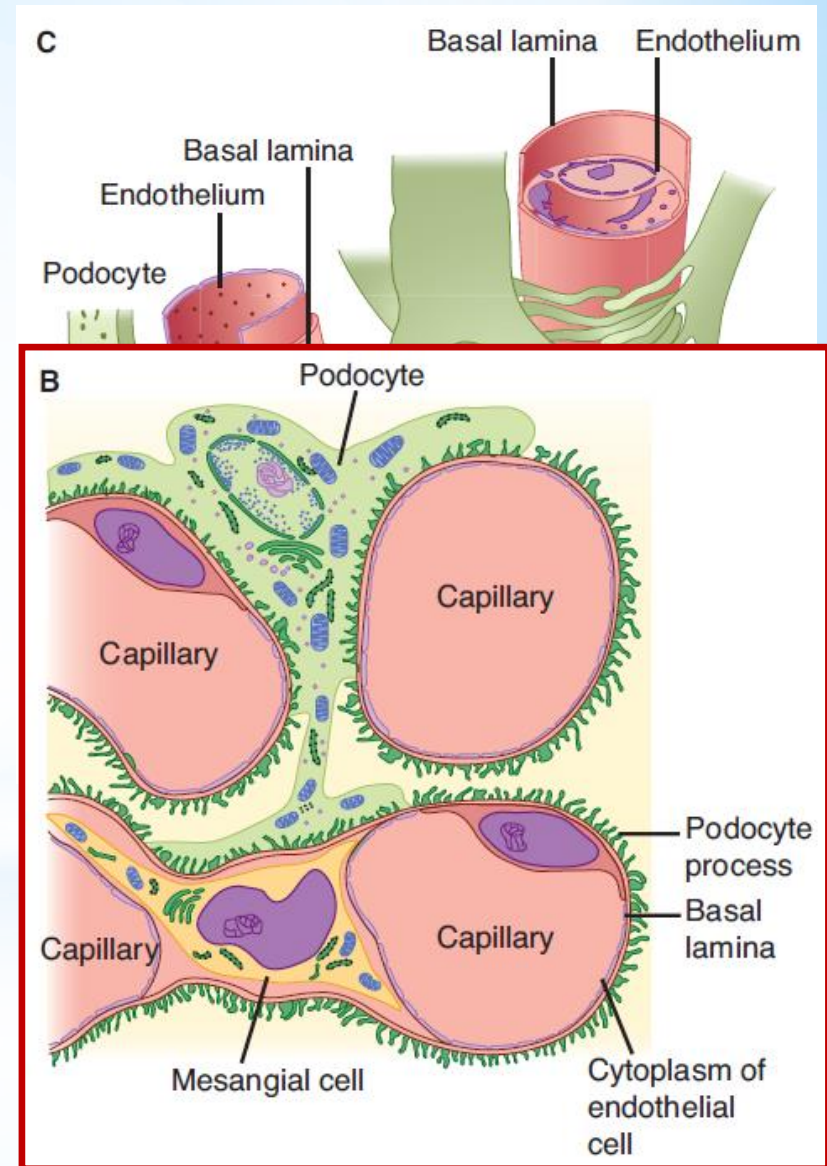 C
Basal lamina
Endothelium
Basal lamina
Endothelium
Podocyte
B
Podocyte
Capillary
Capillary
Podocyte
process
Basal
lamina
Capillary
Capillary
Mesangial cell
Cytoplasm of
endothelial
cell